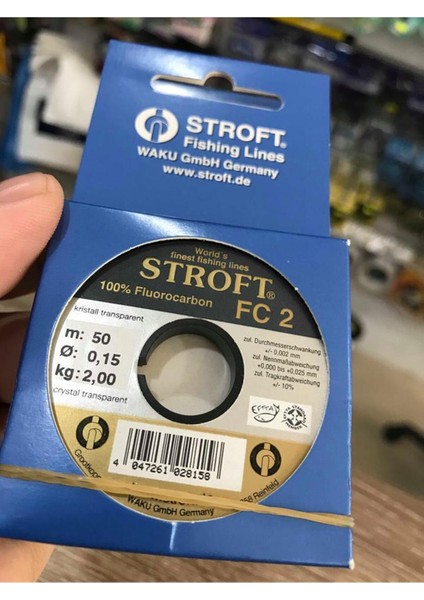 STROFT®
Fishing Lines
WAKU GmbH Germany
www.stroft.de
World's
finest fishing lines
STROFT®
100% Fluorocarbon
FC 2
kristall transparent
m: 50
Ø: 0,15
kg: 2,00
crystal transparent
zul. Durchmesserschwankung
+/- 0.002 mm
zul. Nennmaßabweichung
+0,000 bis +0,025 mm
zul. Tragkraftabweichung
+/- 10%
EFTTA
4 047261 028158
Reinfeld
WAKU GmbH Germany